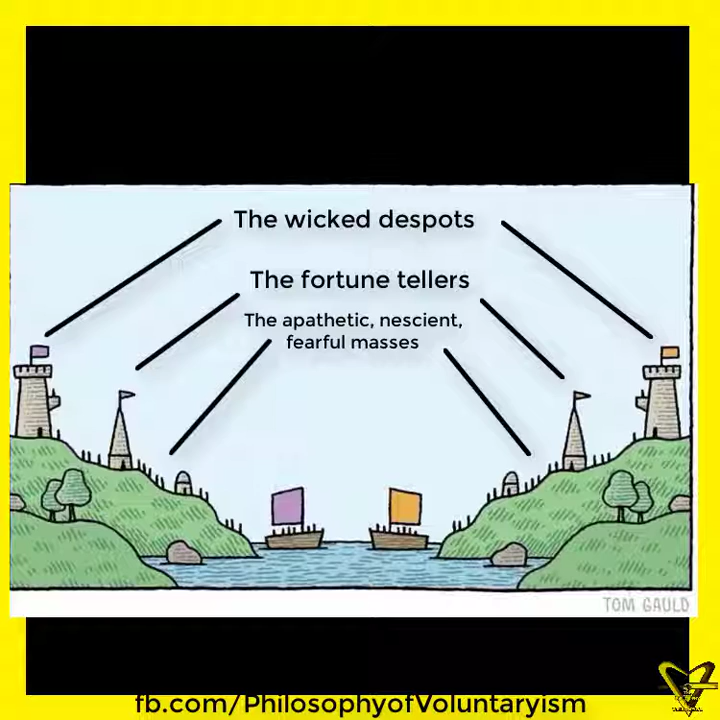 The wicked despots
The fortune tellers
The apathetic, nescient,
fearful masses
TOM GAULD
fb.com/PhilosophyofVoluntaryism